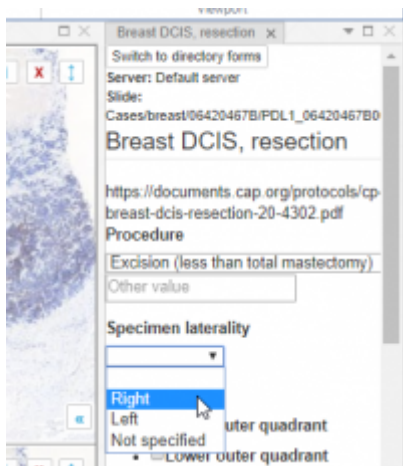 viewport
Breast DCIS, resection x
X
Switch to directory forms
Server: Default server
Slide:
Cases/breast/06420467B/PDL1_06420467B0
Breast DCIS, resection
https://documents.cap.org/protocols/cp-
breast-dcis-resection-20-4302.pdf
Procedure
Excision (less than total mastectomy)
Other value
Specimen laterality
Right
Left
Not specified
uter quadrant
Lower outer quadrant